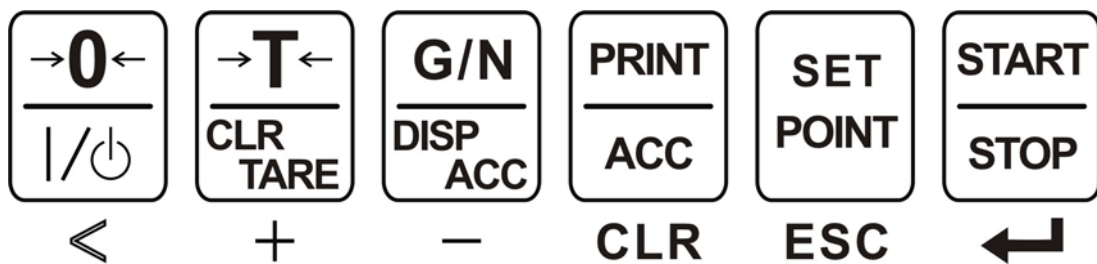 →0←
I/⏻
→T←
CLR
TARE
G/N
DISP
ACC
PRINT
ACC
SET
POINT
START
STOP
< + − CLR ESC ↵